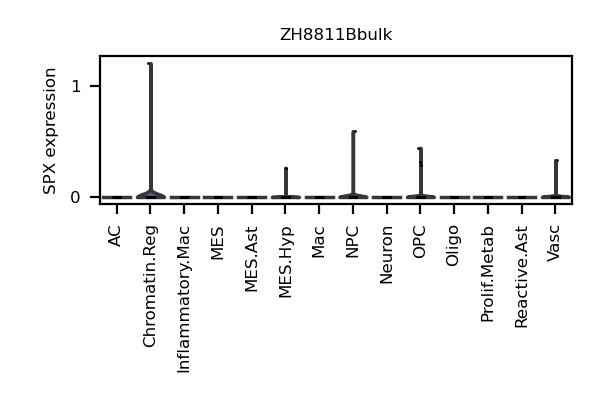 ZH8811Bbulk
SPX expression
1
0
AC
Chromatin.Reg
Inflammatory.Mac
MES
MES.Ast
MES.Hyp
Mac
NPC
Neuron
OPC
Oligo
Prolif.Metab
Reactive.Ast
Vasc